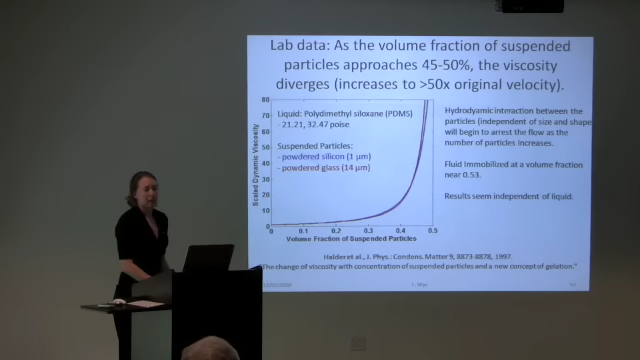 Lab data: As the volume fraction of suspended
particles approaches 45-50%, the viscosity
diverges (increases to >50x original velocity).
80
70
60
50
40
30
20
10
0
Scaled Dynamic Viscosity
Liquid: Polydimethyl siloxane (PDMS)
- 21.21, 32.47 poise
Suspended Particles:
- powdered silicon (1 µm)
- powdered glass (14 µm)
0 0.1 0.2 0.3 0.4 0.5
Volume Fraction of Suspended Particles
Hydrodyamic interaction between the
particles (independent of size and shape)
will begin to arrest the flow as the
number of particles increases.
Fluid Immobilized at a volume fraction
near 0.53.
Results seem independent of liquid.
Halder et al., J. Phys.: Condens. Matter 9, 8873-8878, 1997.
"The change of viscosity with concentration of suspended particles and a new concept of gelation."